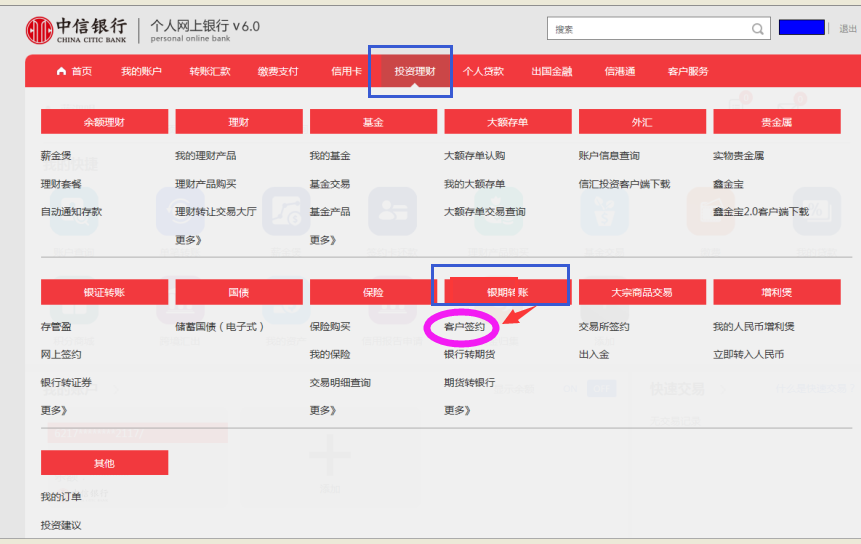 中信银行 个人网上银行 v6.0
CHINA CITIC BANK personal online bank
搜索
退出
首页 我的账户 转账汇款 缴费支付 信用卡 投资理财 个人贷款 出国金融 信港通 客户服务
余额理财 理财 基金 大额存单 外汇 贵金属
薪金煲 我的理财产品 我的基金 大额存单认购 账户信息查询 实物贵金属
理财套餐 理财产品购买 基金交易 我的大额存单 信汇投资客户端下载 鑫金宝
自动通知存款 理财转让交易大厅 基金产品 大额存单交易查询 鑫金宝2.0客户端下载
更多》 更多》
银证转账 国债 保险 银期转账 大宗商品交易 增利煲
存管盈 储蓄国债（电子式） 保险购买 客户签约 交易所签约 我的人民币增利煲
网上签约 我的保险 银行转期货 出入金 立即转入人民币
银行转证券 交易明细查询 期货转银行
更多》 更多》 更多》
其他
我的订单
投资建议